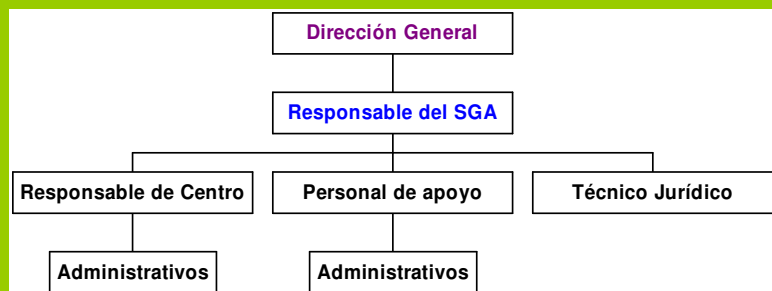 Dirección General
Responsable del SGA
Responsable de Centro
Personal de apoyo
Técnico Jurídico
Administrativos
Administrativos